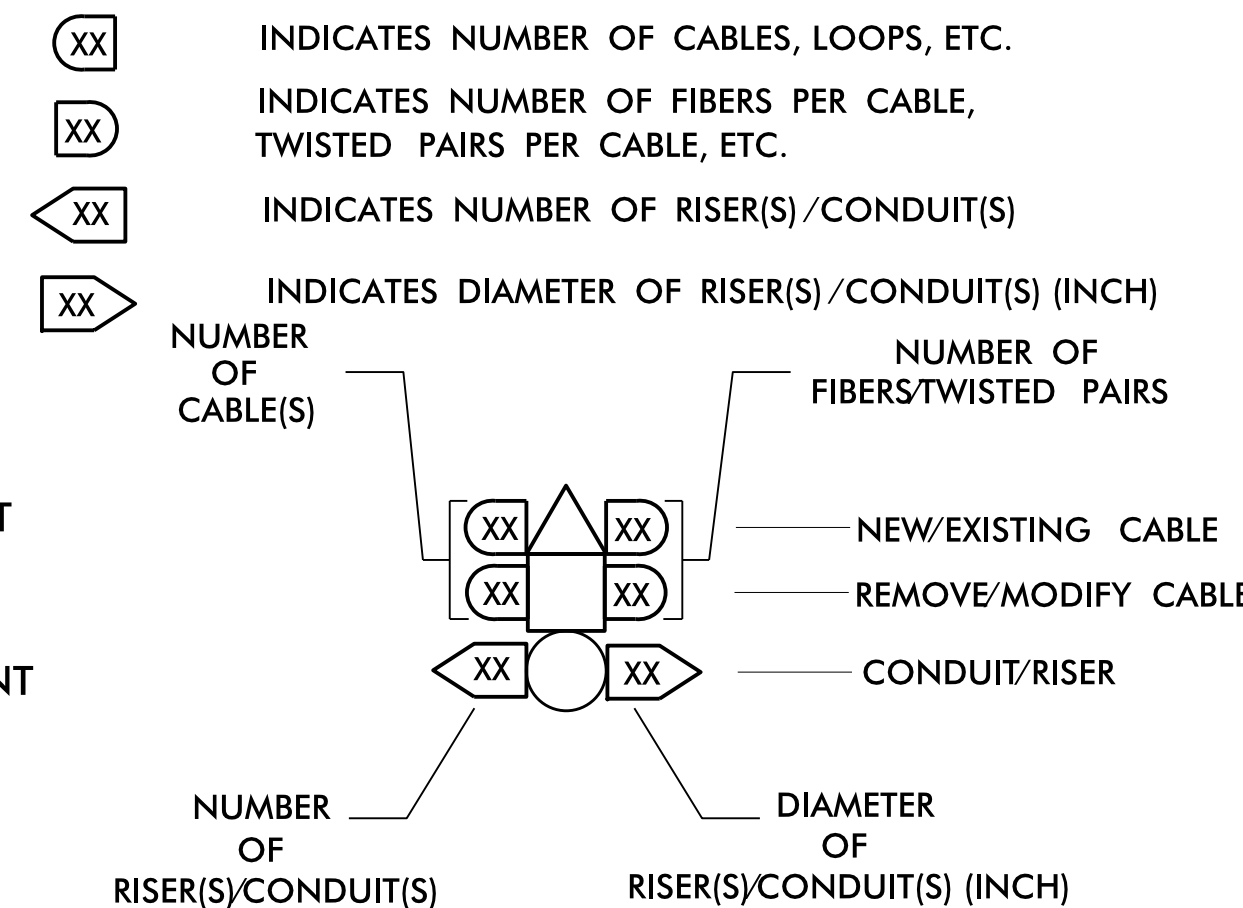 XX INDICATES NUMBER OF CABLES, LOOPS, ETC.
XX INDICATES NUMBER OF FIBERS PER CABLE,
TWISTED PAIRS PER CABLE, ETC.
XX INDICATES NUMBER OF RISER(S)/CONDUIT(S)
XX INDICATES DIAMETER OF RISER(S)/CONDUIT(S) (INCH)
NUMBER
OF
CABLE(S)
NUMBER OF
FIBERS/TWISTED PAIRS
T
XX XX NEW/EXISTING CABLE
XX XX REMOVE/MODIFY CABLE
NT
XX XX CONDUIT/RISER
NUMBER
OF
RISER(S)/CONDUIT(S)
DIAMETER
OF
RISER(S)/CONDUIT(S) (INCH)